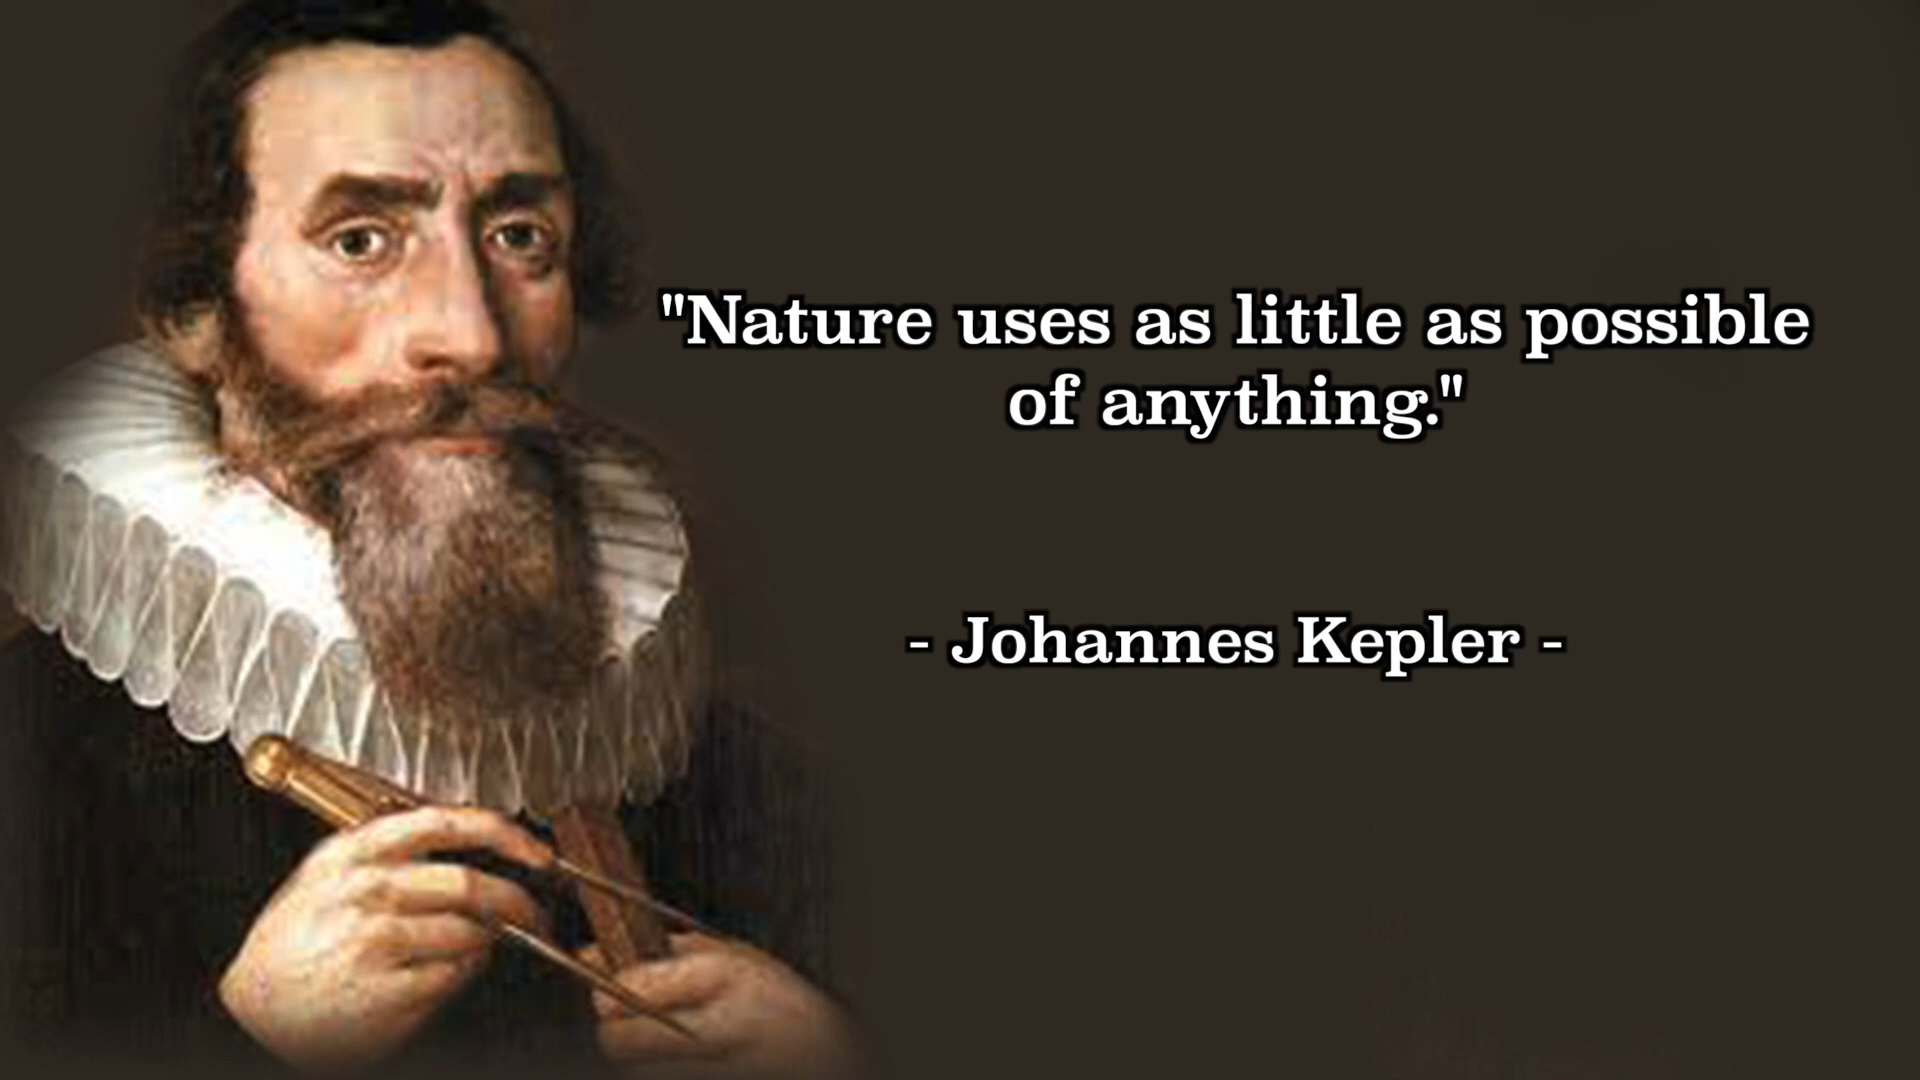 "Nature uses as little as possible
of anything."
- Johannes Kepler -